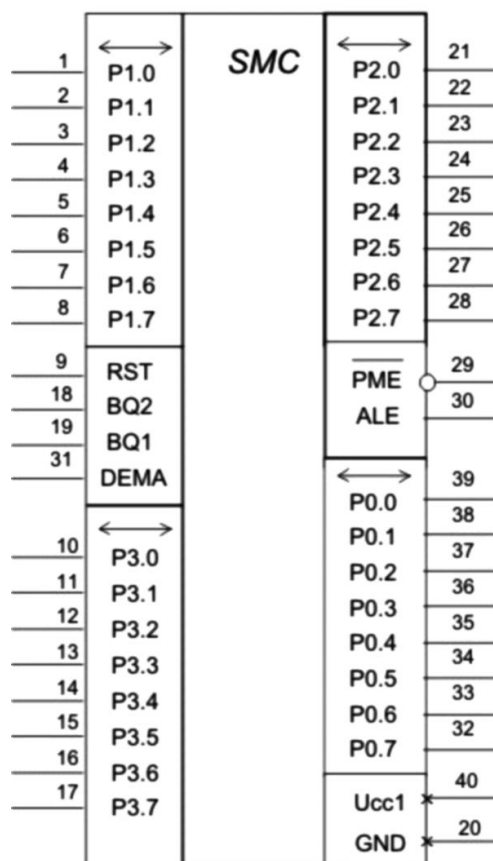 SMC
1 P1.0
2 P1.1
3 P1.2
4 P1.3
5 P1.4
6 P1.5
7 P1.6
8 P1.7
9 RST
18 BQ2
19 BQ1
31 DEMA
10 P3.0
11 P3.1
12 P3.2
13 P3.3
14 P3.4
15 P3.5
16 P3.6
17 P3.7
P2.0 21
P2.1 22
P2.2 23
P2.3 24
P2.4 25
P2.5 26
P2.6 27
P2.7 28
PME 29
ALE 30
P0.0 39
P0.1 38
P0.2 37
P0.3 36
P0.4 35
P0.5 34
P0.6 33
P0.7 32
Ucc1 40
GND 20